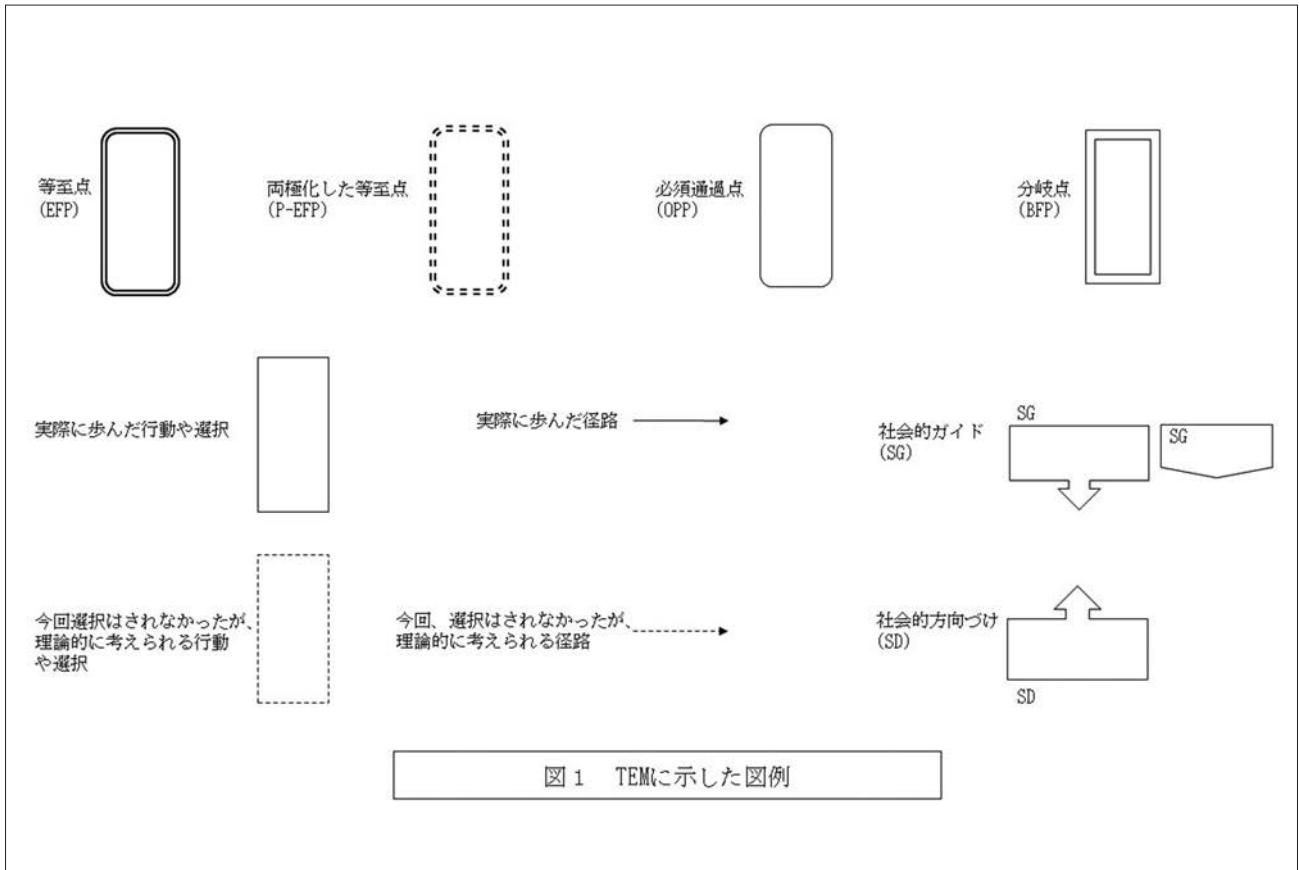 等至点
(EFP)
両極化した等至点
(P-EFP)
必須通過点
(OPP)
分岐点
(BFP)
実際に歩んだ行動や選択
実際に歩んだ径路
社会的ガイド
(SG)
SG
SG
今回選択はされなかったが、
理論的に考えられる行動
や選択
今回、選択はされなかったが、
理論的に考えられる径路
社会的方向づけ
(SD)
SD
図1 TEMに示した図例